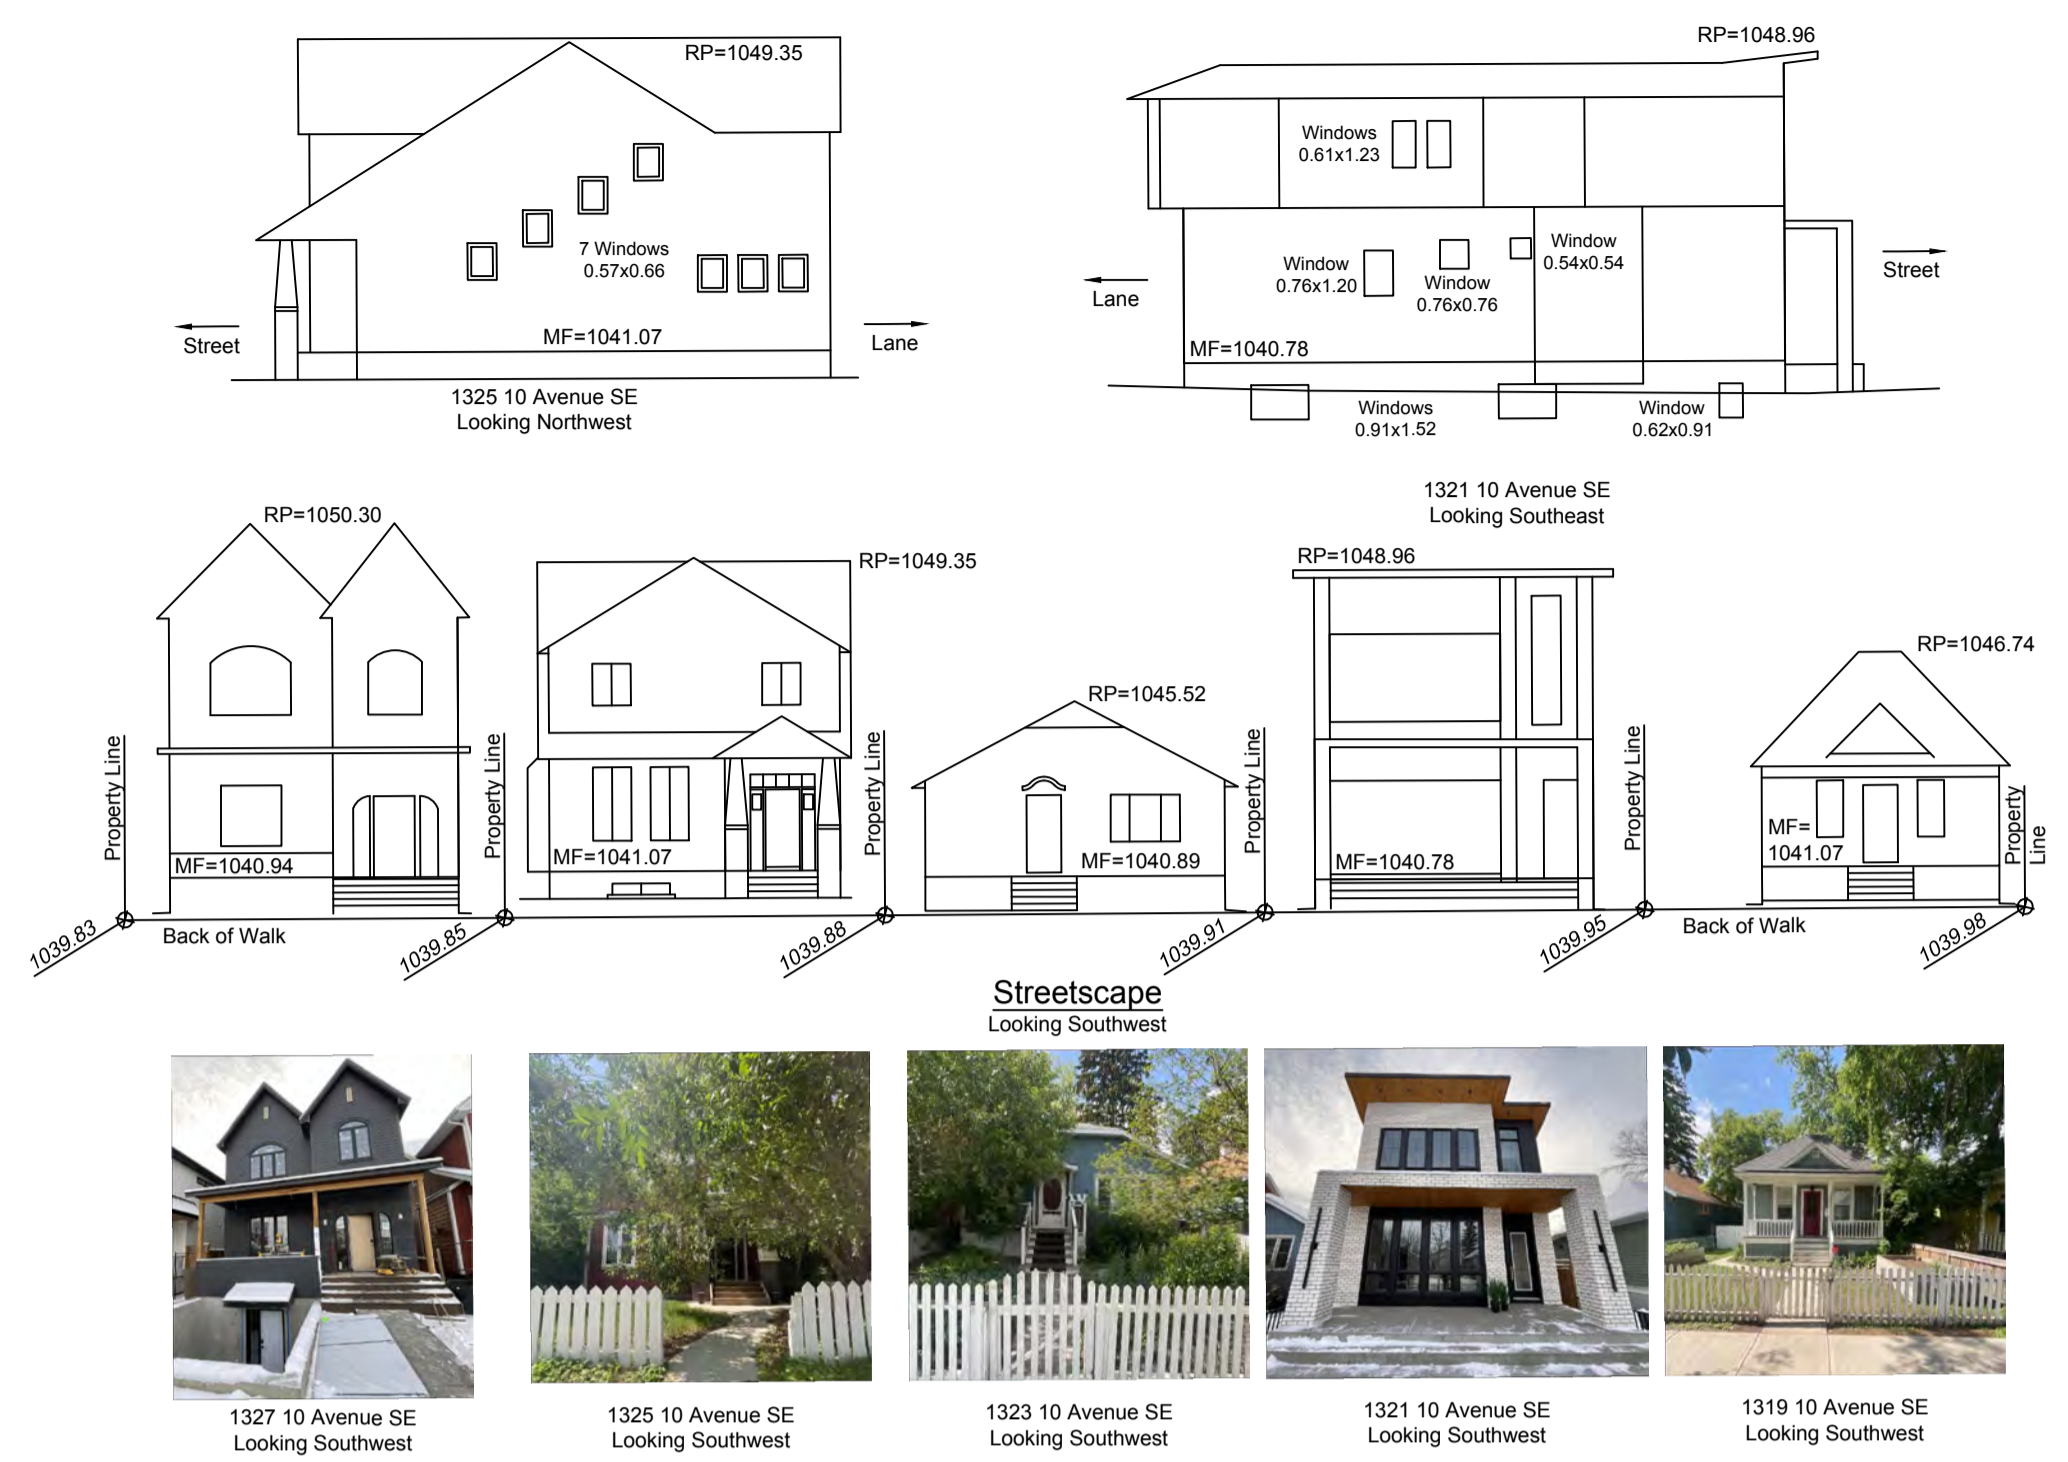 RP=1049.35
7 Windows
0.57x0.66
MF=1041.07
Street
Lane
1325 10 Avenue SE
Looking Northwest
RP=1048.96
Windows
0.61x1.23
Window
0.54x0.54
Window
0.76x1.20
Window
0.76x0.76
Lane
Street
MF=1040.78
Windows
0.91x1.52
Window
0.62x0.91
1321 10 Avenue SE
Looking Southeast
RP=1050.30
RP=1049.35
RP=1045.52
RP=1048.96
RP=1046.74
Property Line
Property Line
Property Line
Property Line
Property Line
Property
Line
MF=1040.94
MF=1041.07
MF=1040.89
MF=1040.78
MF=
1041.07
1039.83
Back of Walk
1039.85
1039.88
1039.91
1039.95
Back of Walk
1039.98
Streetscape
Looking Southwest
1327 10 Avenue SE
Looking Southwest
1325 10 Avenue SE
Looking Southwest
1323 10 Avenue SE
Looking Southwest
1321 10 Avenue SE
Looking Southwest
1319 10 Avenue SE
Looking Southwest